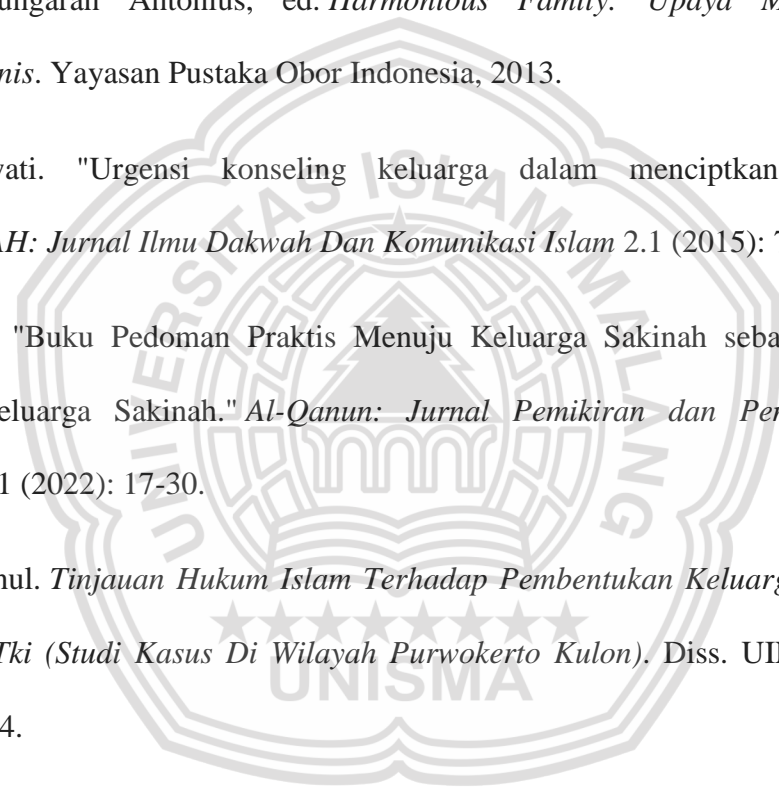 ungaran Antonius, ed. Harmonious Family: Upaya M
nis. Yayasan Pustaka Obor Indonesia, 2013.
vati. "Urgensi konseling keluarga dalam menciptkan
AH: Jurnal Ilmu Dakwah Dan Komunikasi Islam 2.1 (2015):
"Buku Pedoman Praktis Menuju Keluarga Sakinah seba
eluarga Sakinah." Al-Qanun: Jurnal Pemikiran dan Pe
1 (2022): 17-30.
nul. Tinjauan Hukum Islam Terhadap Pembentukan Keluarg
Tki (Studi Kasus Di Wilayah Purwokerto Kulon). Diss. UI
4.
UNIVERSITAS ISLAM MALANG
UNISMA